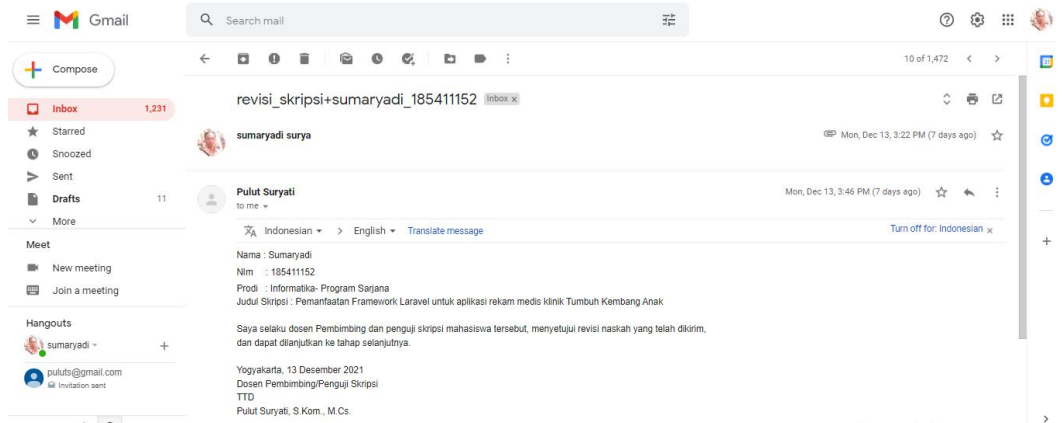 Gmail
Search mail
Compose
10 of 1,472
Inbox 1,231
Starred
Snoozed
Sent
Drafts 11
More
Meet
New meeting
Join a meeting
Hangouts
sumaryadi
puluts@gmail.com
Invitation sent
revisi_skripsi+sumaryadi_185411152 Inbox x
sumaryadi surya Mon, Dec 13, 3:22 PM (7 days ago)
Pulut Suryati Mon, Dec 13, 3:46 PM (7 days ago)
to me
Indonesian > English Translate message Turn off for: Indonesian x
Nama : Sumaryadi
NIm : 185411152
Prodi : Informatika- Program Sarjana
Judul Skripsi : Pemanfaatan Framework Laravel untuk aplikasi rekam medis klinik Tumbuh Kembang Anak
Saya selaku dosen Pembimbing dan penguji skripsi mahasiswa tersebut, menyetujui revisi naskah yang telah dikirim,
dan dapat dilanjutkan ke tahap selanjutnya.
Yogyakarta, 13 Desember 2021
Dosen Pembimbing/Penguji Skripsi
TTD
Pulut Suryati, S.Kom., M.Cs.